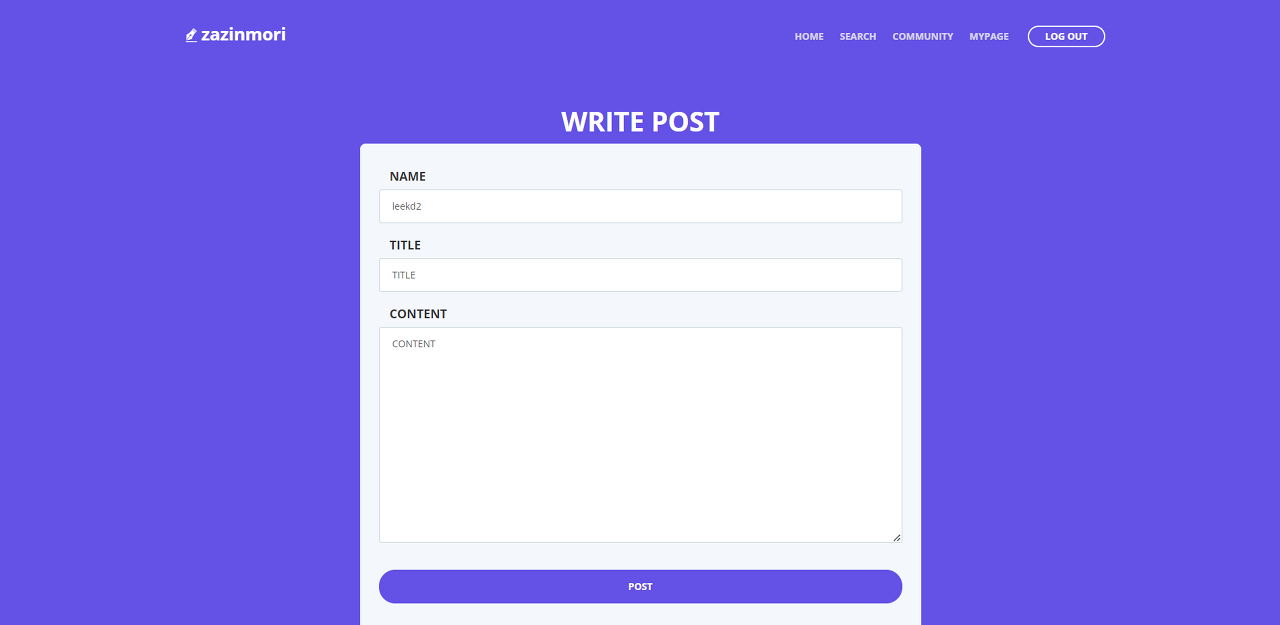 zazinmori
HOME SEARCH COMMUNITY MYPAGE LOG OUT
WRITE POST
NAME
leekd2
TITLE
TITLE
CONTENT
CONTENT
POST